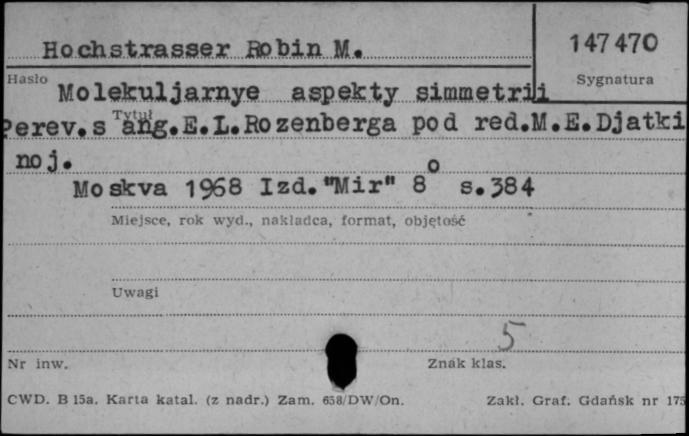 Hochstrasser Robin M.
147470
Hasło
Sygnatura
Molekuljarnye aspekty simmetrii
Tytuł
Perev.s ang.E.L.Rozenberga pod red.M.E.Djatki
noj.
Moskva 1968 Izd."Mir" 8o s.384
Miejsce, rok wyd., nakładca, format, objętość
Uwagi
5
Nr inw.
Znak klas.
CWD. B 15a. Karta katal. (z nadr.) Zam. 658/DW/On.
Zakł. Graf. Gdańsk nr 175